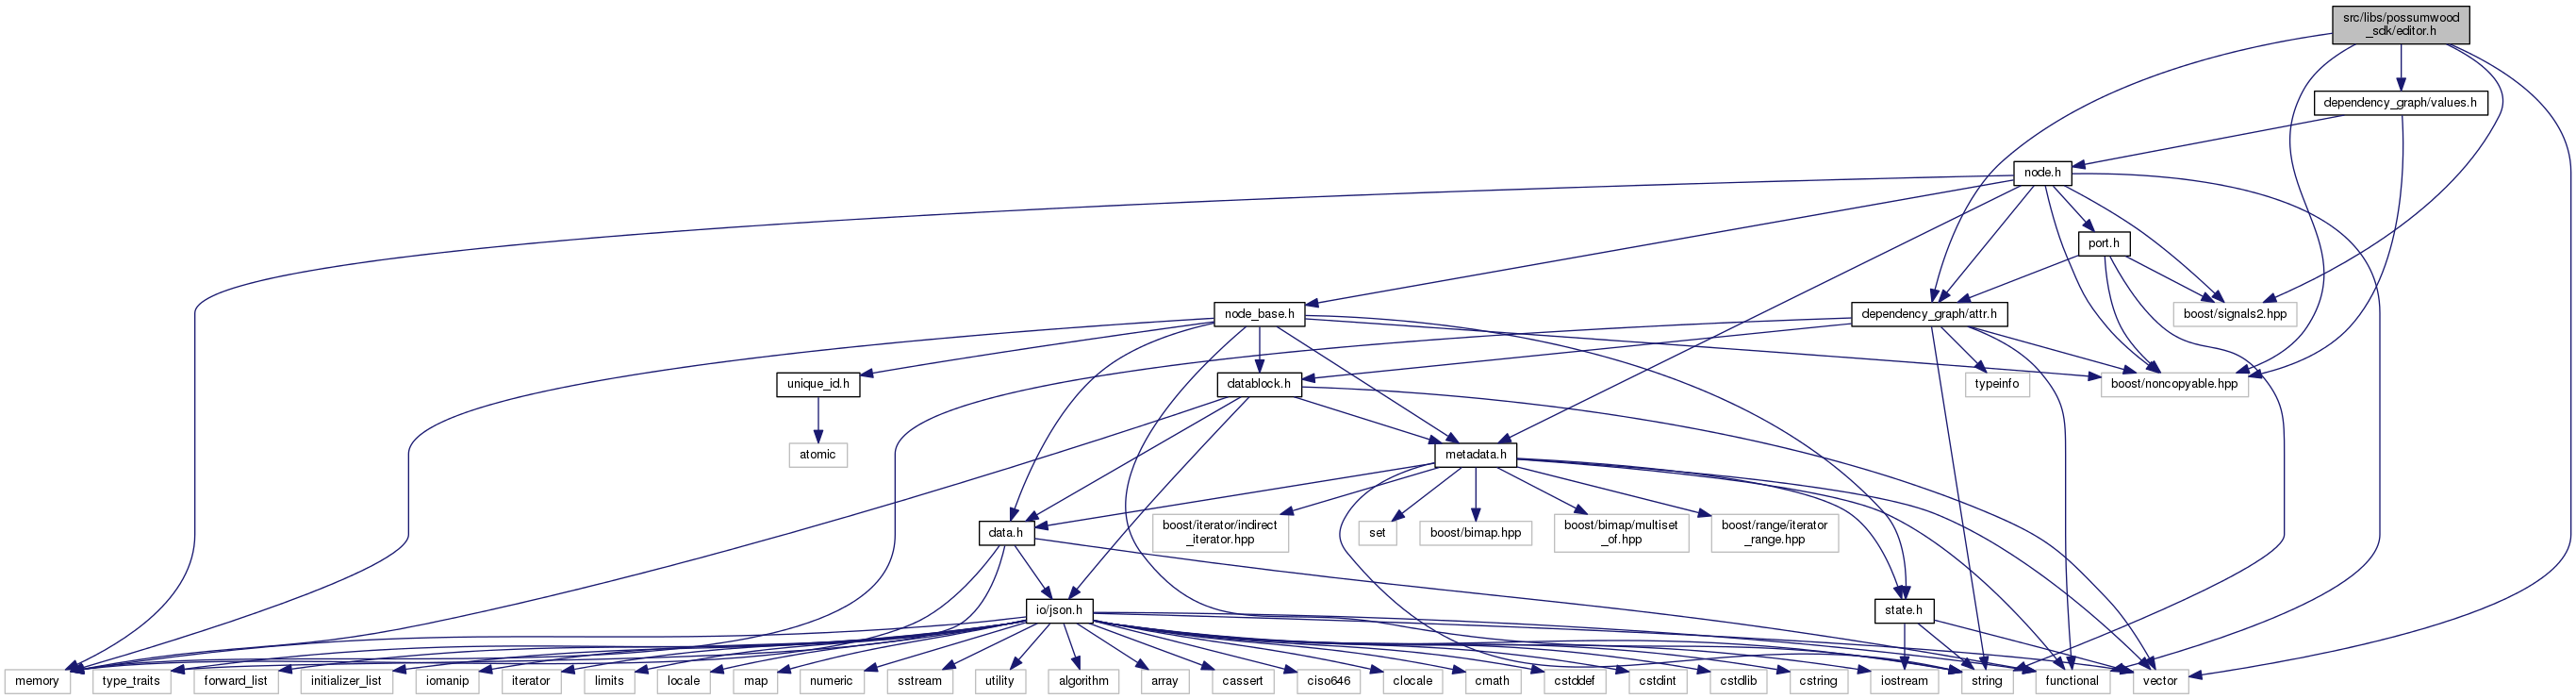 src/libs/possumwood
_sdk/editor.h
dependency_graph/values.h
node.h
port.h
node_base.h
dependency_graph/attr.h
boost/signals2.hpp
unique_id.h
datablock.h
typeinfo
boost/noncopyable.hpp
atomic
metadata.h
data.h
boost/iterator/indirect
_iterator.hpp
set
boost/bimap.hpp
boost/bimap/multiset
_of.hpp
boost/range/iterator
_range.hpp
io/json.h
state.h
memory
type_traits
forward_list
initializer_list
iomanip
iterator
limits
locale
map
numeric
sstream
utility
algorithm
array
cassert
ciso646
clocale
cmath
cstddef
cstdint
cstdlib
cstring
iostream
string
functional
vector